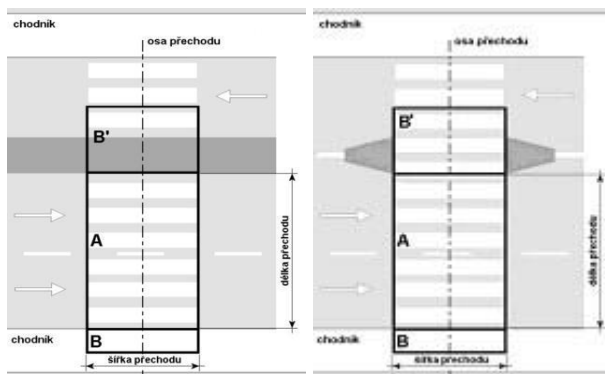 chodník
osa přechodu
B'
A
délka přechodu
chodník
B
šířka přechodu
chodník
osa přechodu
B'
A
délka přechodu
chodník
B
šířka přechodu